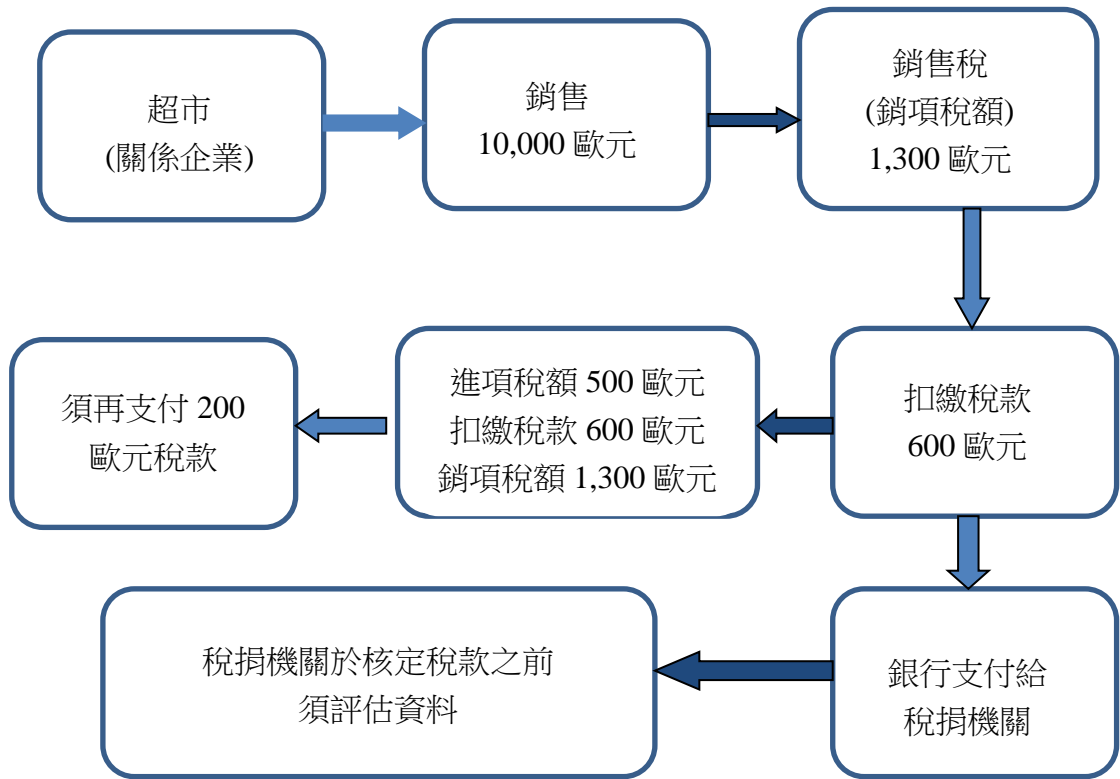 超市
(關係企業)
銷售
10,000 歐元
銷售稅
(銷項稅額)
1,300 歐元
扣繳稅款
600 歐元
進項稅額 500 歐元
扣繳稅款 600 歐元
銷項稅額 1,300 歐元
須再支付 200
歐元稅款
銀行支付給
稅捐機關
稅捐機關於核定稅款之前
須評估資料